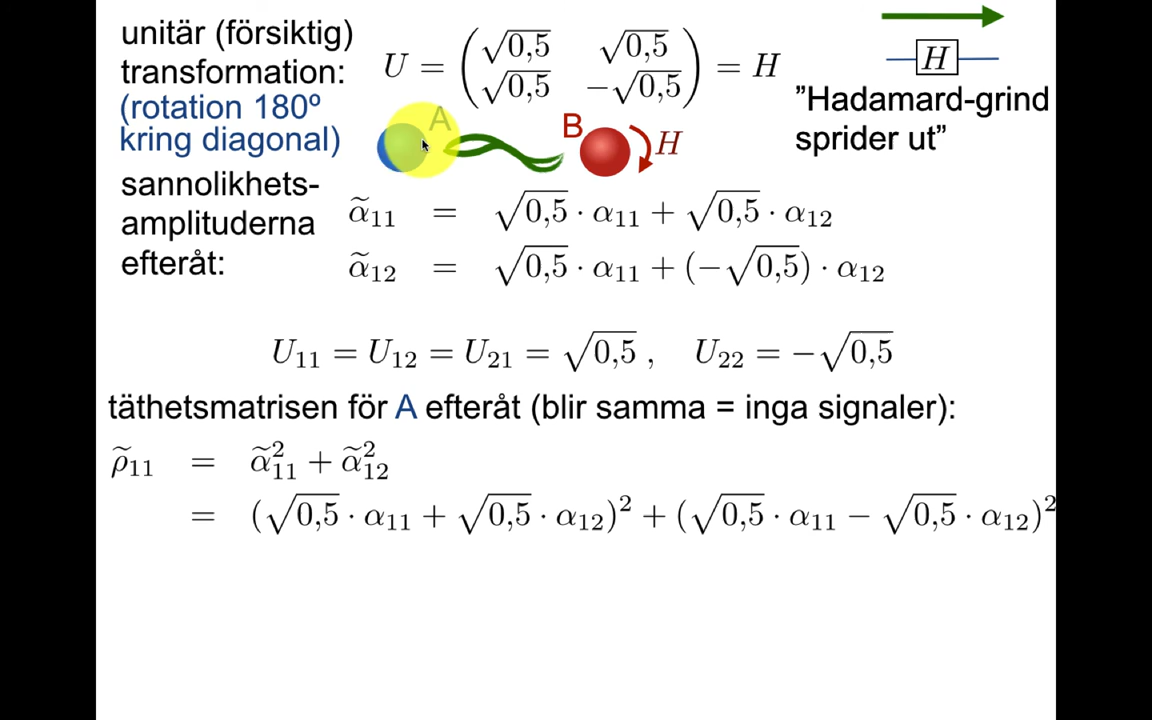 unitär (försiktig)
transformation:
(rotation 180º
kring diagonal)
U = (√0,5 √0,5
√0,5 −√0,5) = H
H
”Hadamard-grind
sprider ut”
A B H
sannolikhets-
amplituderna
efteråt:
α̃₁₁ = √0,5 · α₁₁ + √0,5 · α₁₂
α̃₁₂ = √0,5 · α₁₁ + (−√0,5) · α₁₂
U₁₁ = U₁₂ = U₂₁ = √0,5 , U₂₂ = −√0,5
täthetsmatrisen för A efteråt (blir samma = inga signaler):
ρ̃₁₁ = α̃²₁₁ + α̃²₁₂
= (√0,5 · α₁₁ + √0,5 · α₁₂)² + (√0,5 · α₁₁ − √0,5 · α₁₂)²